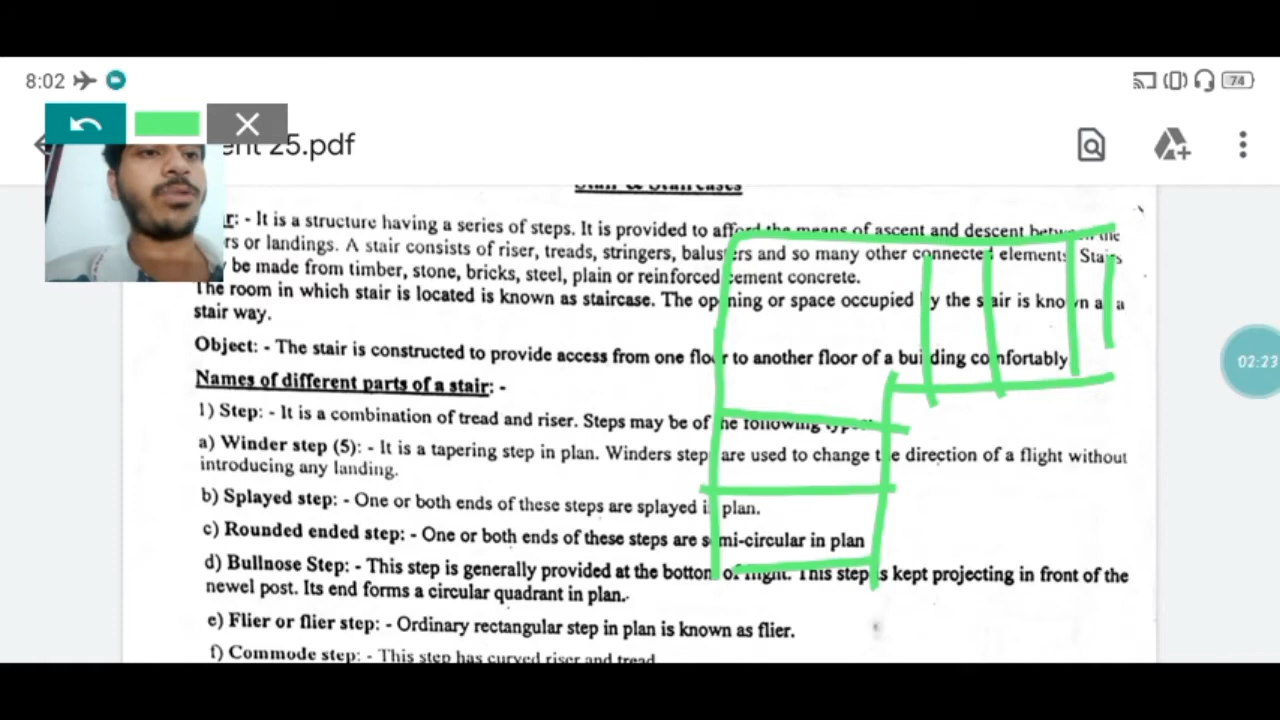 8:02
74
ent 25.pdf
Stair & Staircases
r: - It is a structure having a series of steps. It is provided to afford the means of ascent and descent between the
rs or landings. A stair consists of riser, treads, stringers, balusters and so many other connected elements Stairs
be made from timber, stone, bricks, steel, plain or reinforced cement concrete.
The room in which stair is located is known as staircase. The opening or space occupied by the stair is known as a
stair way.
Object: - The stair is constructed to provide access from one floor to another floor of a building comfortably
02:23
Names of different parts of a stair: -
1) Step: - It is a combination of tread and riser. Steps may be of the following types
a) Winder step (5): - It is a tapering step in plan. Winders step are used to change the direction of a flight without
introducing any landing.
b) Splayed step: - One or both ends of these steps are splayed in plan.
c) Rounded ended step: - One or both ends of these steps are semi-circular in plan
d) Bullnose Step: - This step is generally provided at the bottom of flight. This step is kept projecting in front of the
newel post. Its end forms a circular quadrant in plan.
e) Flier or flier step: - Ordinary rectangular step in plan is known as flier.
f) Commode step: - This step has curved riser and tread